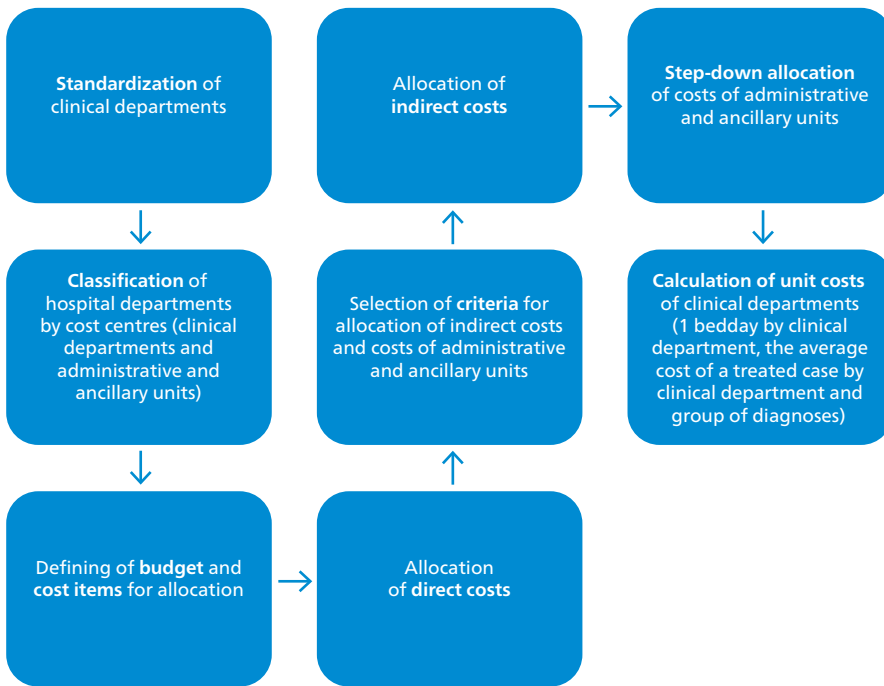 Standardization of
clinical departments
Classification of
hospital departments
by cost centres (clinical
departments and
administrative and
ancillary units)
Defining of budget and
cost items for allocation
Allocation
of direct costs
Selection of criteria for
allocation of indirect costs
and costs of administrative
and ancillary units
Allocation of
indirect costs
Step-down allocation
of costs of administrative
and ancillary units
Calculation of unit costs
of clinical departments
(1 bedday by clinical
department, the average
cost of a treated case by
clinical department and
group of diagnoses)